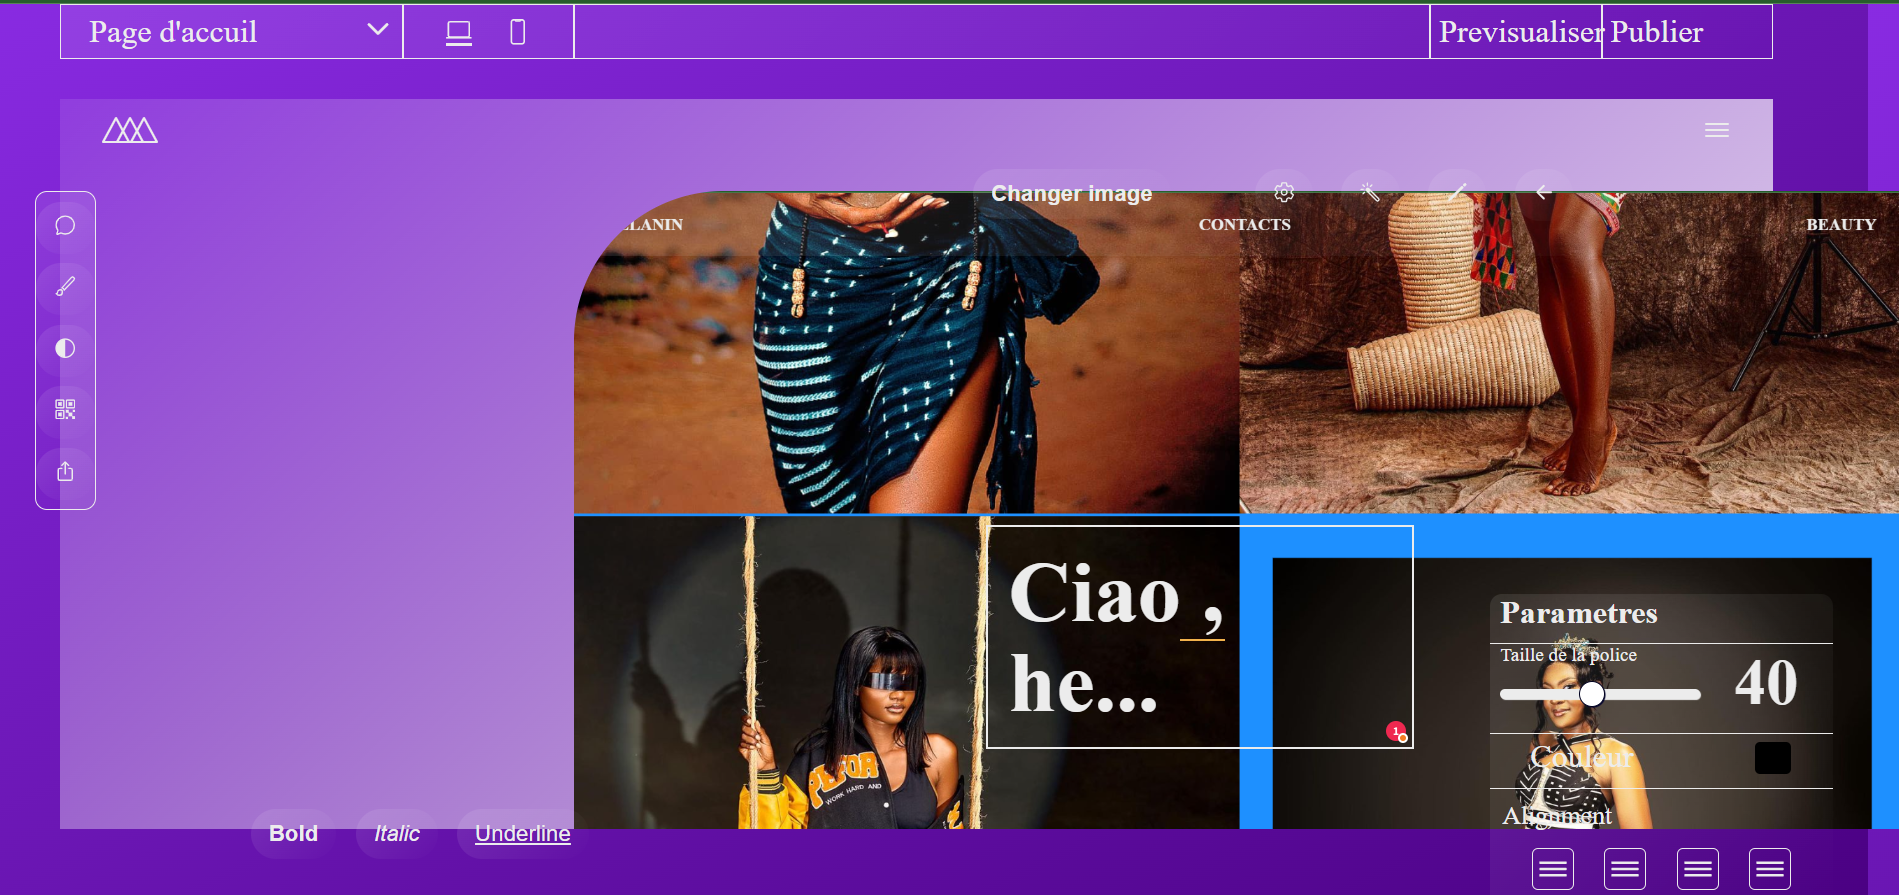 Page d'accuil
Previsualiser
Publier
Changer image
LANIN
CONTACTS
BEAUTY
Ciao ,
he...
1
Parametres
Taille de la police
40
Couleur
Alignment
WORK HARD AND
Bold
Italic
Underline